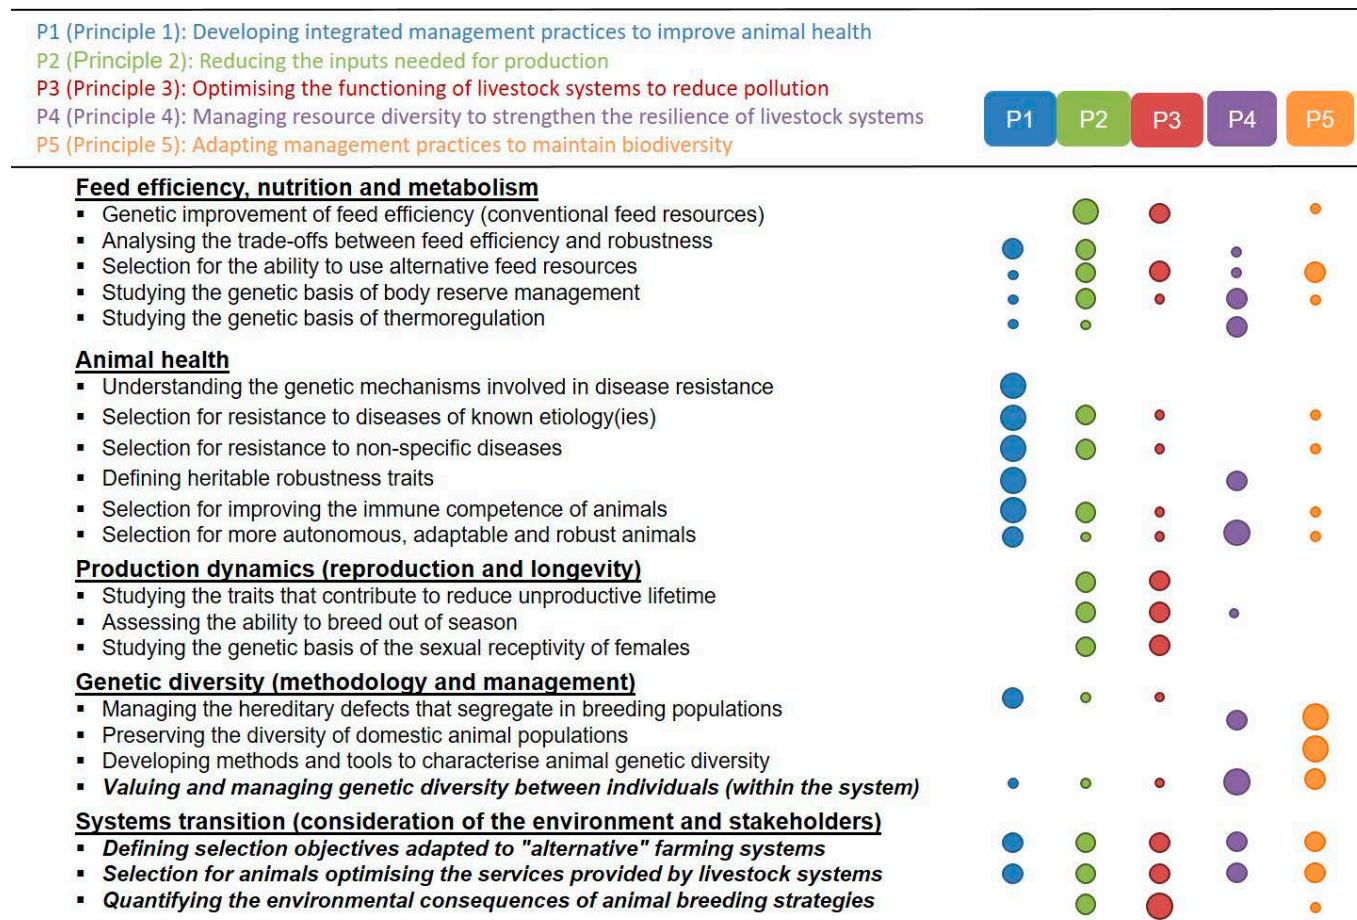 P1 (Principle 1): Developing integrated management practices to improve animal health
P2 (Principle 2): Reducing the inputs needed for production
P3 (Principle 3): Optimising the functioning of livestock systems to reduce pollution
P4 (Principle 4): Managing resource diversity to strengthen the resilience of livestock systems
P5 (Principle 5): Adapting management practices to maintain biodiversity
P1 P2 P3 P4 P5
Feed efficiency, nutrition and metabolism
▪ Genetic improvement of feed efficiency (conventional feed resources)
▪ Analysing the trade-offs between feed efficiency and robustness
▪ Selection for the ability to use alternative feed resources
▪ Studying the genetic basis of body reserve management
▪ Studying the genetic basis of thermoregulation
Animal health
▪ Understanding the genetic mechanisms involved in disease resistance
▪ Selection for resistance to diseases of known etiology(ies)
▪ Selection for resistance to non-specific diseases
▪ Defining heritable robustness traits
▪ Selection for improving the immune competence of animals
▪ Selection for more autonomous, adaptable and robust animals
Production dynamics (reproduction and longevity)
▪ Studying the traits that contribute to reduce unproductive lifetime
▪ Assessing the ability to breed out of season
▪ Studying the genetic basis of the sexual receptivity of females
Genetic diversity (methodology and management)
▪ Managing the hereditary defects that segregate in breeding populations
▪ Preserving the diversity of domestic animal populations
▪ Developing methods and tools to characterise animal genetic diversity
▪ Valuing and managing genetic diversity between individuals (within the system)
Systems transition (consideration of the environment and stakeholders)
▪ Defining selection objectives adapted to "alternative" farming systems
▪ Selection for animals optimising the services provided by livestock systems
▪ Quantifying the environmental consequences of animal breeding strategies